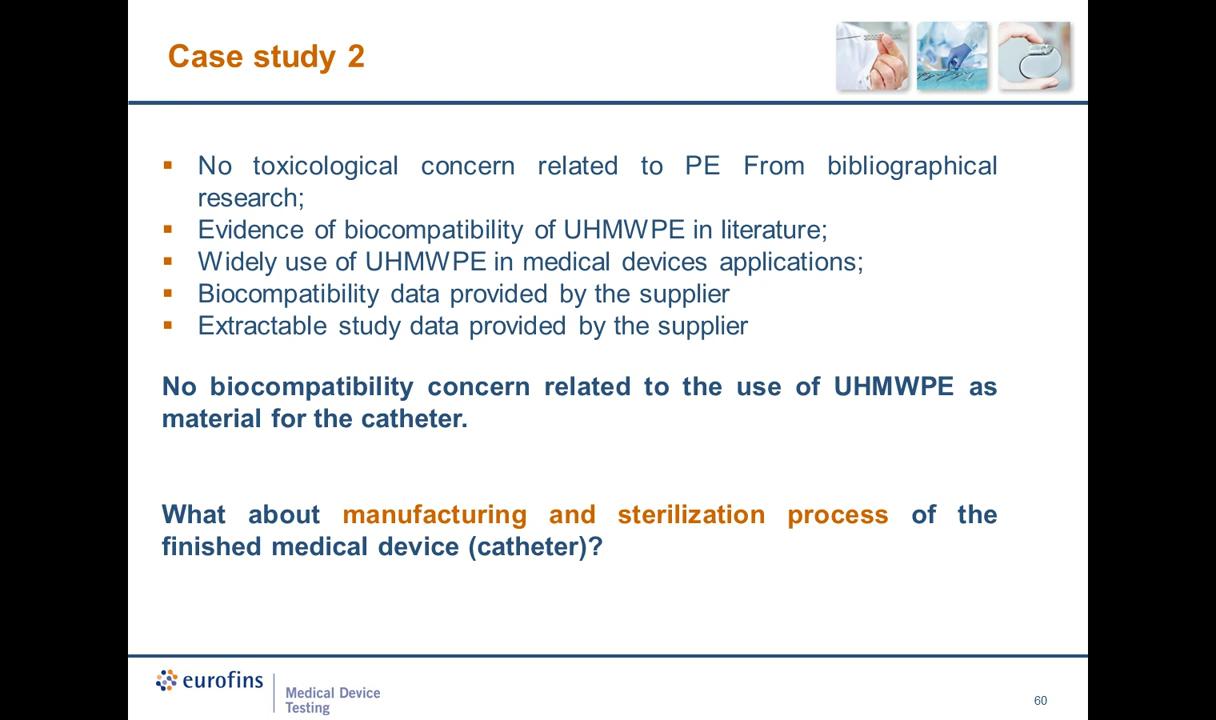 Case study 2
▪ No toxicological concern related to PE From bibliographical
research;
▪ Evidence of biocompatibility of UHMWPE in literature;
▪ Widely use of UHMWPE in medical devices applications;
▪ Biocompatibility data provided by the supplier
▪ Extractable study data provided by the supplier
No biocompatibility concern related to the use of UHMWPE as
material for the catheter.
What about manufacturing and sterilization process of the
finished medical device (catheter)?
eurofins
Medical Device
Testing
60